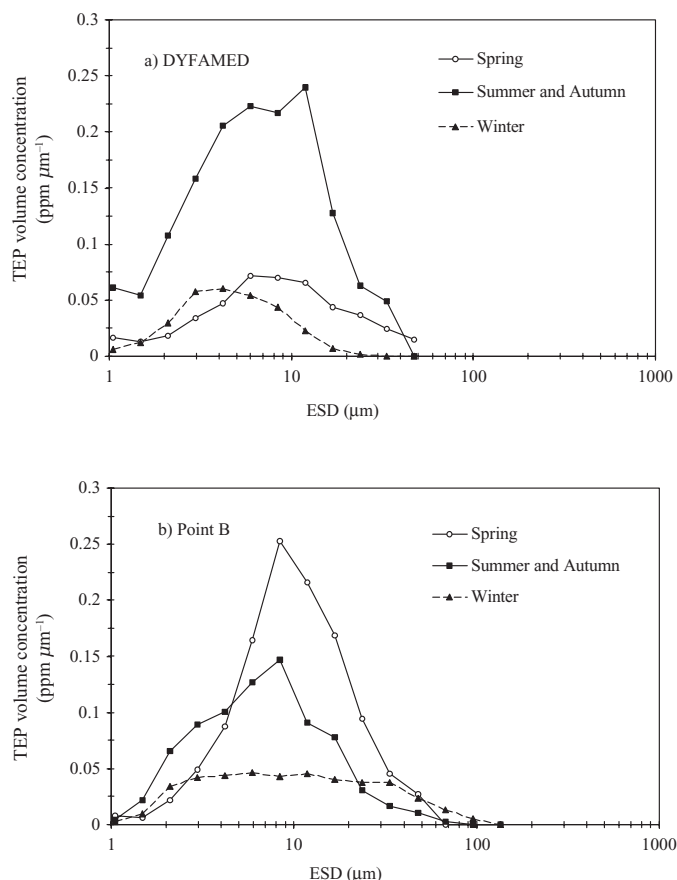 0.3
a) DYFAMED
Spring
0.25
Summer and Autumn
0.2
Winter
0.15
0.1
0.05
0
TEP volume concentration
(ppm μm⁻¹)
1
10
100
1000
ESD (μm)
0.3
b) Point B
Spring
0.25
Summer and Autumn
0.2
Winter
0.15
0.1
0.05
0
TEP volume concentration
(ppm μm⁻¹)
1
10
100
1000
ESD (μm)